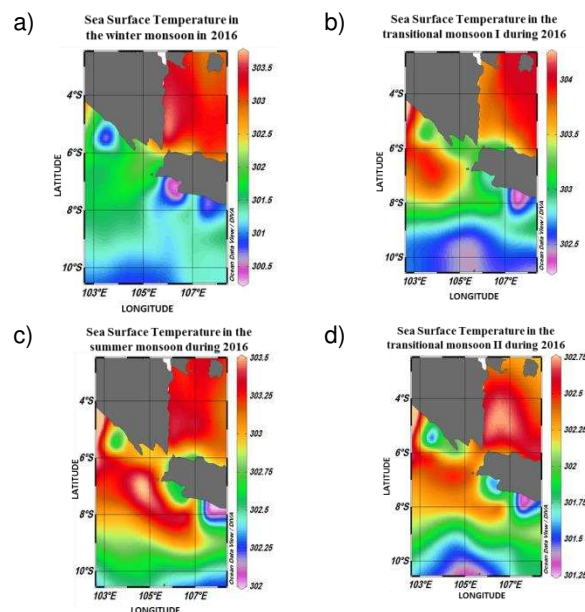 a)
Sea Surface Temperature in
the winter monsoon in 2016
4°S
6°S
8°S
10°S
LATITUDE
103°E 105°E 107°E
LONGITUDE
303.5
303
302.5
302
301.5
301
300.5
Ocean Data View / DIVA
b)
Sea Surface Temperature in the
transitional monsoon I during 2016
4°S
6°S
8°S
10°S
LATITUDE
103°E 105°E 107°E
LONGITUDE
304
303.5
303
302.5
Ocean Data View / DIVA
c)
Sea Surface Temperature in the
summer monsoon during 2016
4°S
6°S
8°S
10°S
LATITUDE
103°E 105°E 107°E
LONGITUDE
303.5
303.25
303
302.75
302.5
302.25
302
Ocean Data View / DIVA
d)
Sea Surface Temperature in the
transitional monsoon II during 2016
4°S
6°S
8°S
10°S
LATITUDE
103°E 105°E 107°E
LONGITUDE
302.75
302.5
302.25
302
301.75
301.5
301.25
Ocean Data View / DIVA